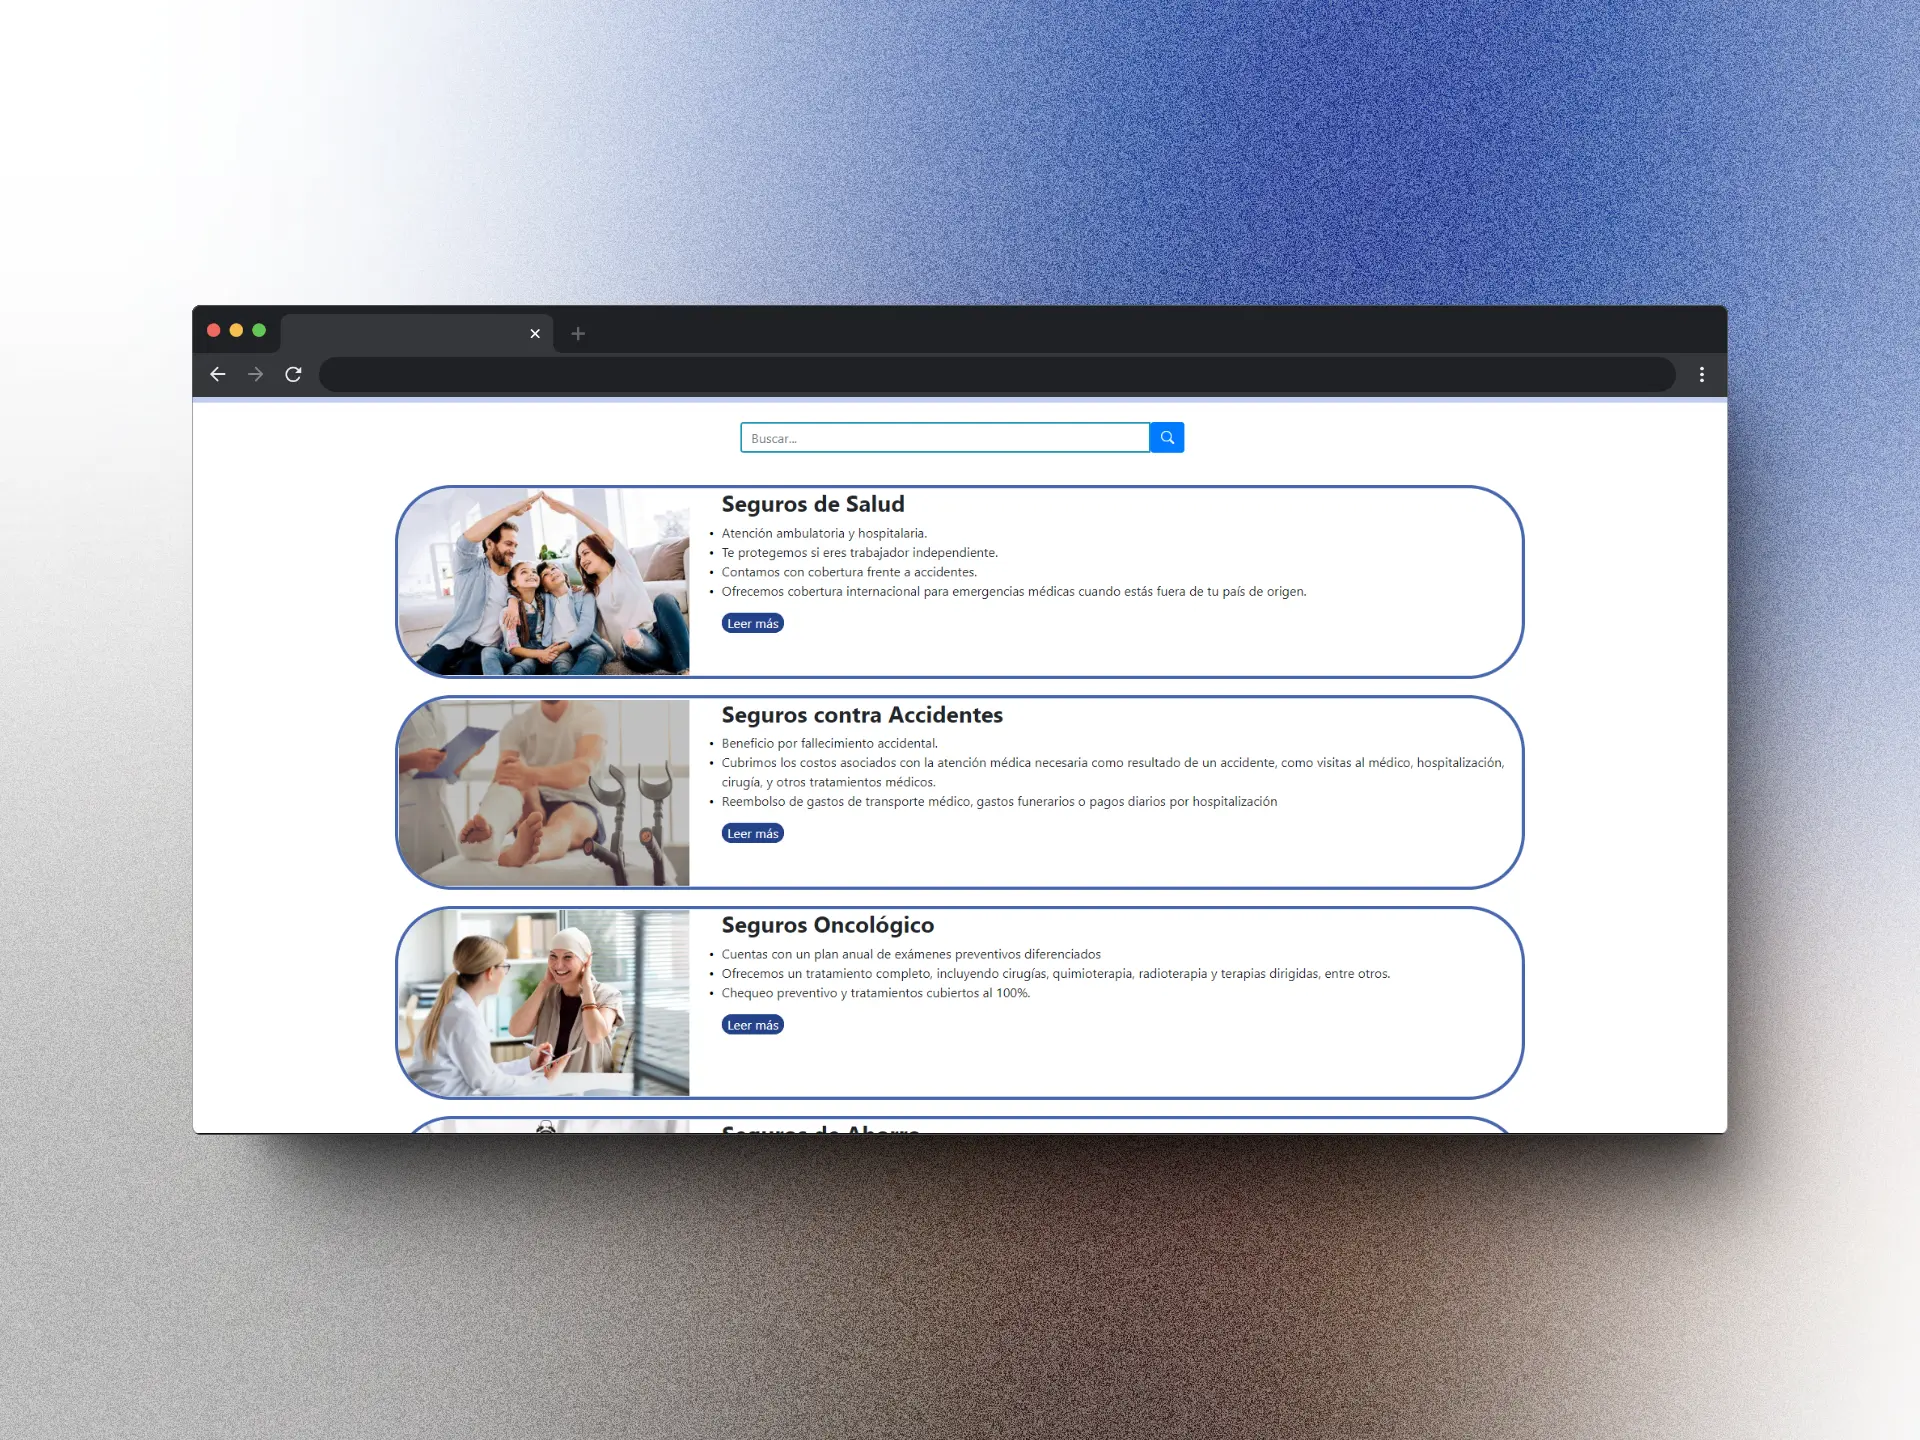 Buscar...
Seguros de Salud
• Atención ambulatoria y hospitalaria.
• Te protegemos si eres trabajador independiente.
• Contamos con cobertura frente a accidentes.
• Ofrecemos cobertura internacional para emergencias médicas cuando estás fuera de tu país de origen.
Leer más
Seguros contra Accidentes
• Beneficio por fallecimiento accidental.
• Cubrimos los costos asociados con la atención médica necesaria como resultado de un accidente, como visitas al médico, hospitalización,
cirugía, y otros tratamientos médicos.
• Reembolso de gastos de transporte médico, gastos funerarios o pagos diarios por hospitalización
Leer más
Seguros Oncológico
• Cuentas con un plan anual de exámenes preventivos diferenciados
• Ofrecemos un tratamiento completo, incluyendo cirugías, quimioterapia, radioterapia y terapias dirigidas, entre otros.
• Chequeo preventivo y tratamientos cubiertos al 100%.
Leer más
Seguros de Ahorro